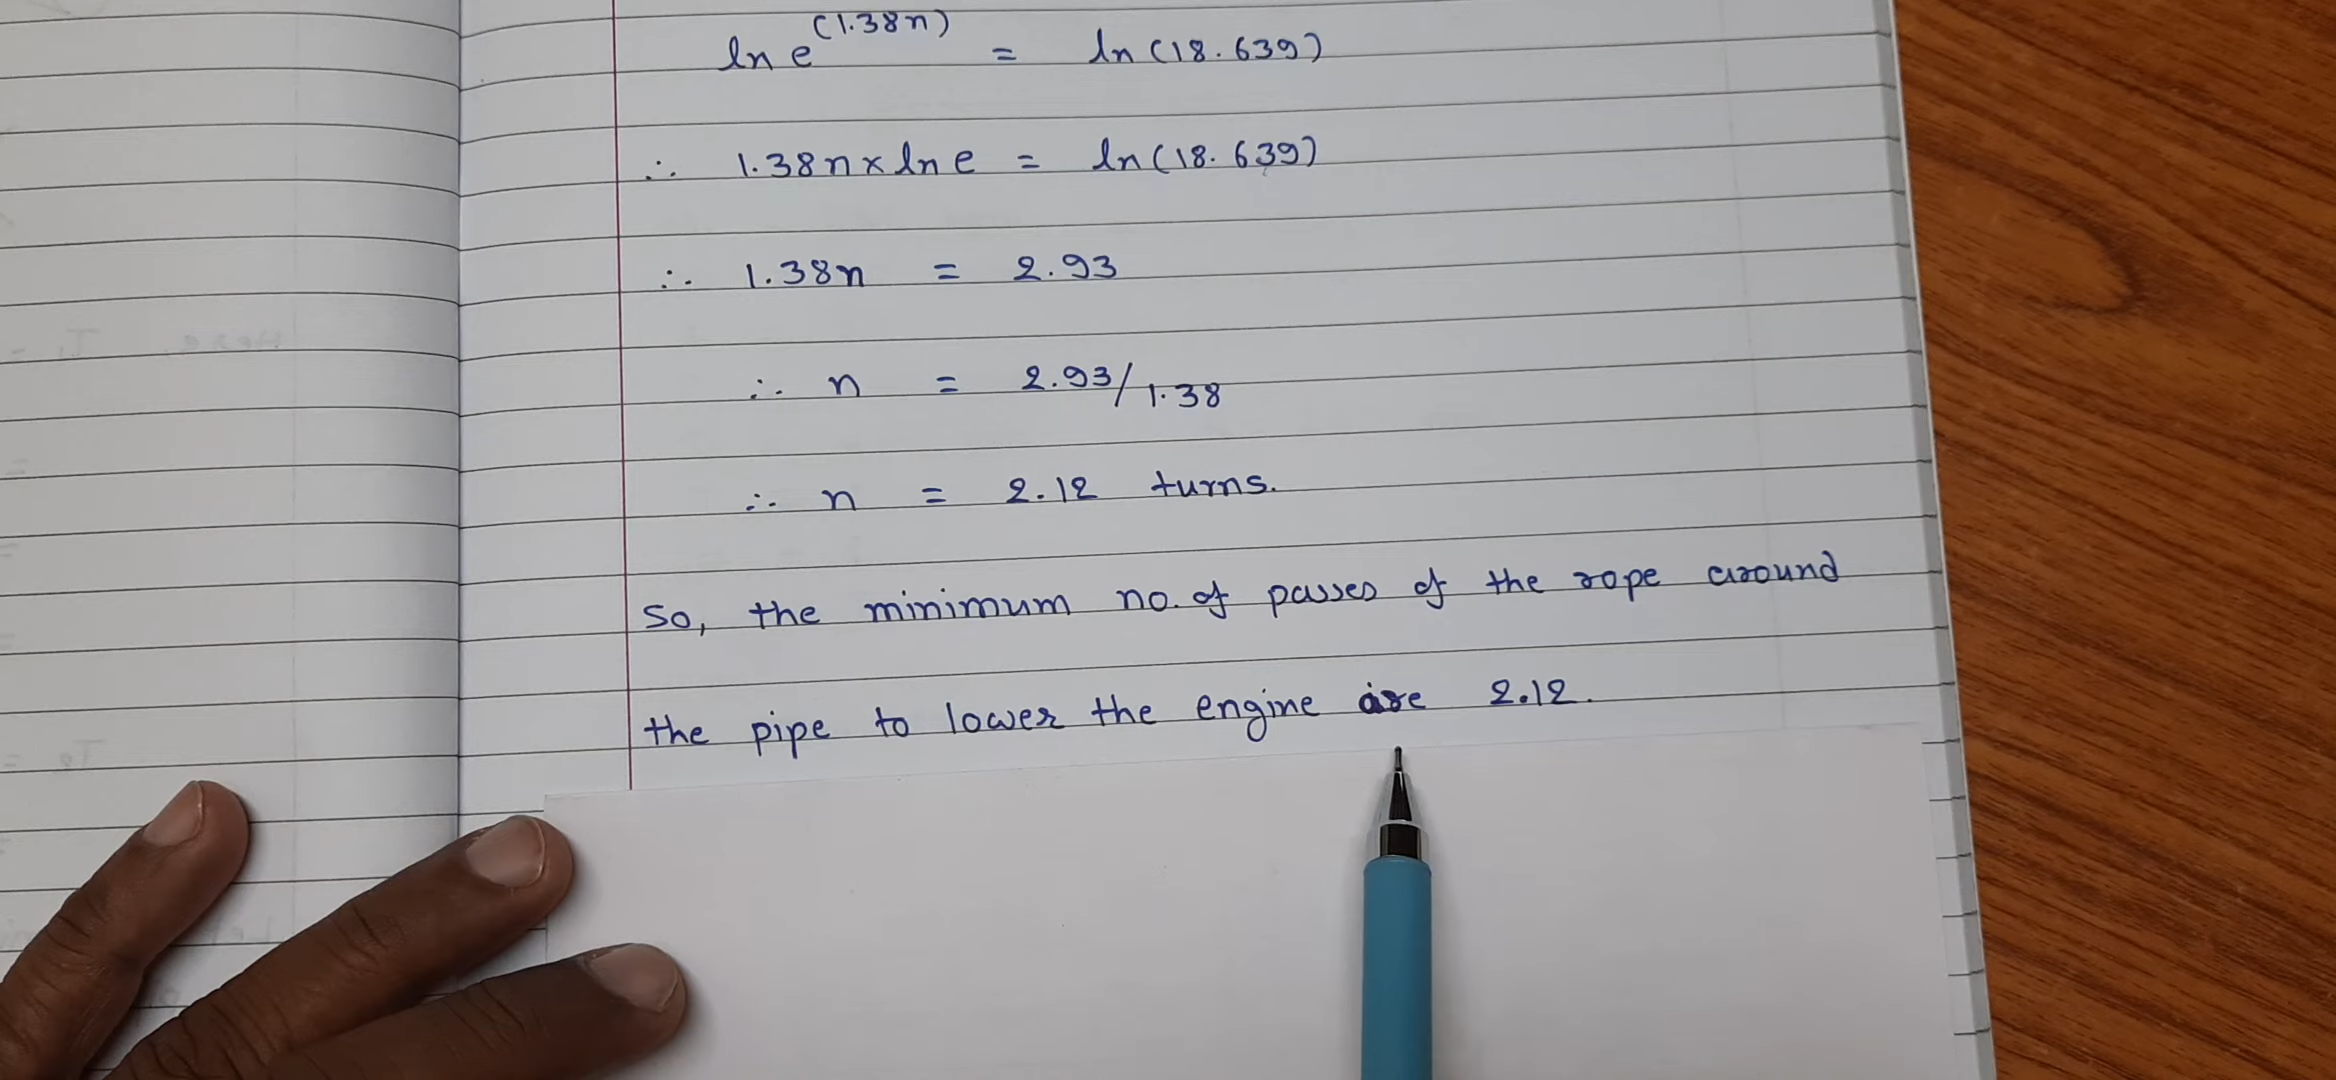 ln e^(1.38n) = ln (18.639)
∴ 1.38n × ln e = ln (18.639)
∴ 1.38n = 2.93
∴ n = 2.93/1.38
∴ n = 2.12 turns.
So, the minimum no. of passes of the rope around
the pipe to lower the engine are 2.12.